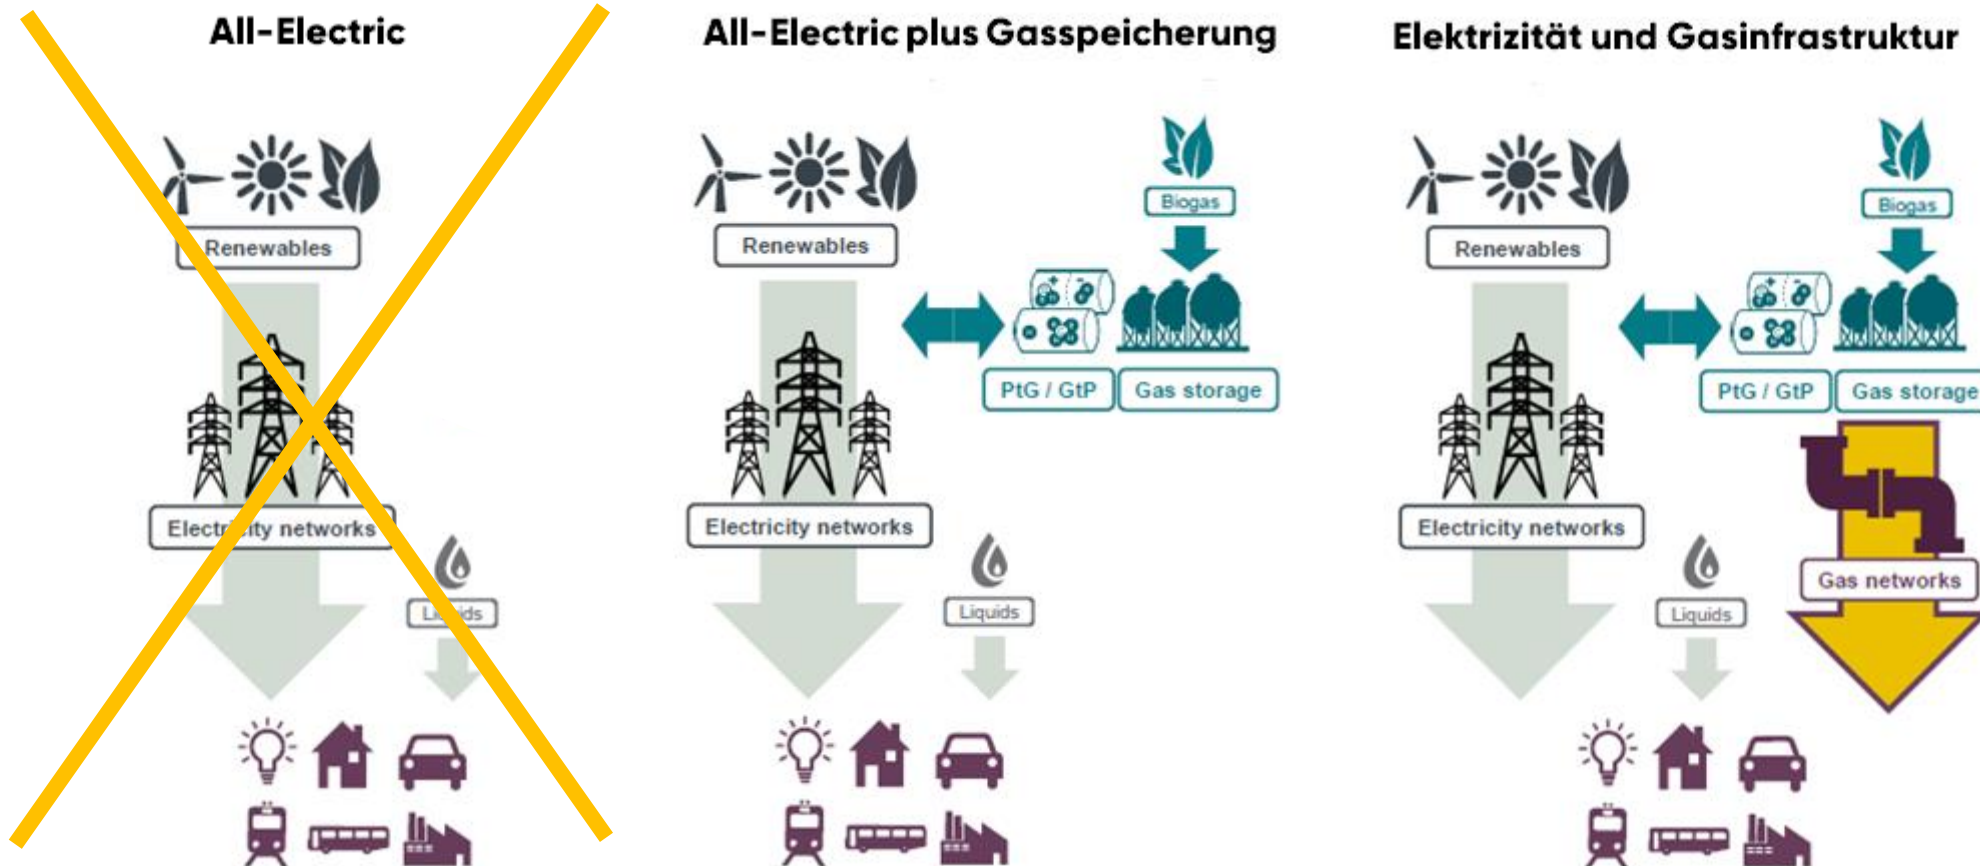 All-Electric
Renewables
Electricity networks
Liquids
All-Electric plus Gasspeicherung
Renewables
Biogas
PtG / GtP
Gas storage
Electricity networks
Liquids
Elektrizität und Gasinfrastruktur
Renewables
Biogas
PtG / GtP
Gas storage
Electricity networks
Gas networks
Liquids